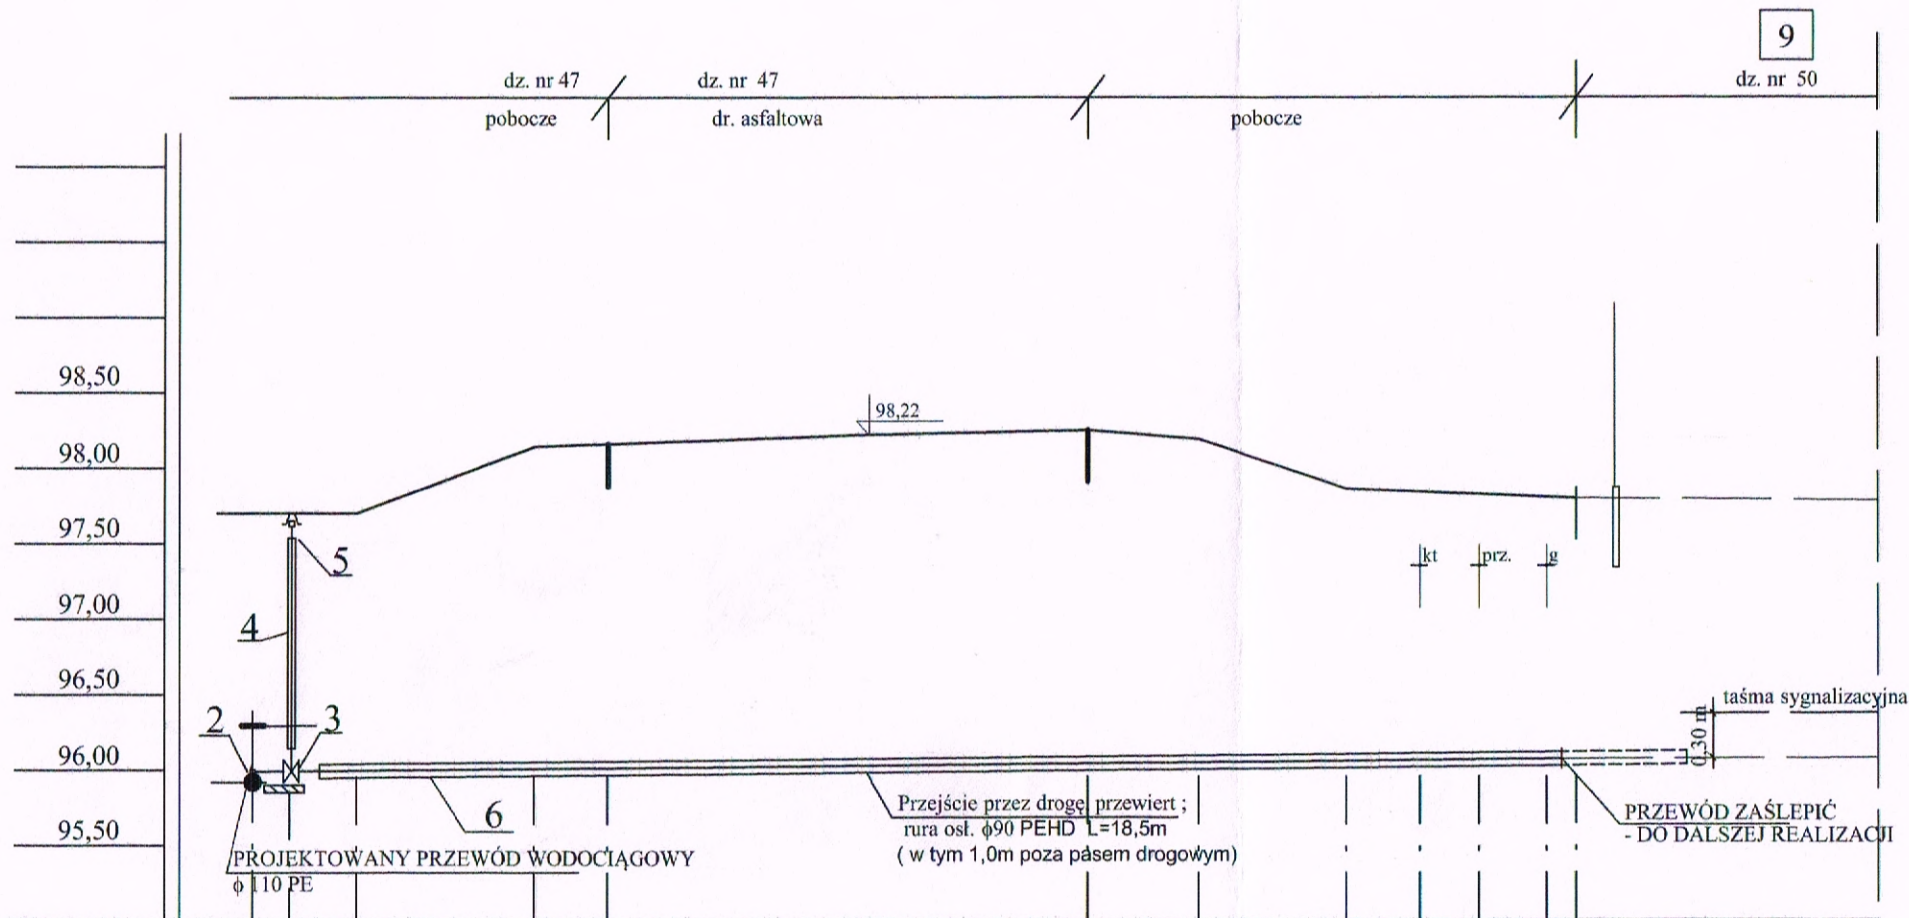 9
dz. nr 47
dz. nr 47
dz. nr 50
pobocze
dr. asfaltowa
pobocze
98,50
98,22
98,00
97,50
5
kt
prz.
g
97,00
4
96,50
taśma sygnalizacyjna
2
3
0,30 m
96,00
6
Przejście przez drogę, przewiert ;
rura osł. ϕ90 PEHD L=18,5m
( w tym 1,0m poza pasem drogowym)
PRZEWÓD ZAŚLEPIĆ
- DO DALSZEJ REALIZACJI
95,50
PROJEKTOWANY PRZEWÓD WODOCIĄGOWY
ϕ 110 PE